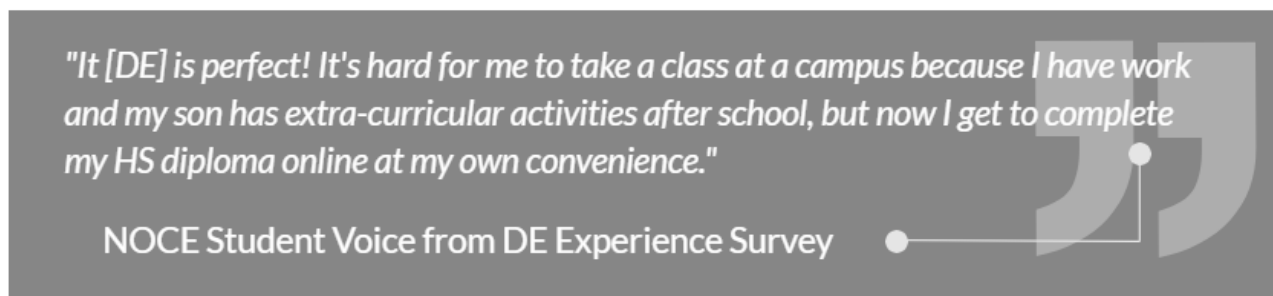 "It [DE] is perfect! It's hard for me to take a class at a campus because I have work
and my son has extra-curricular activities after school, but now I get to complete
my HS diploma online at my own convenience."
NOCE Student Voice from DE Experience Survey